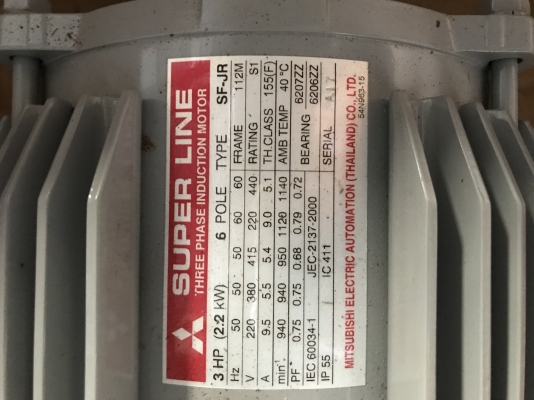 SUPER LINE
THREE PHASE INDUCTION MOTOR
3 HP (2.2 kW) 6 POLE TYPE SF-JR
Hz 50 50 50 60 60 FRAME 112M
V 220 380 415 220 440 RATING S1
A 9.5 5.5 5.4 9.0 5.1 TH.CLASS 155(F)
min-1 940 940 950 1120 1140 AMB TEMP 40 °C
PF 0.75 0.75 0.68 0.79 0.72 BEARING 6207ZZ
IEC 60034-1 JEC-2137-2000 6206ZZ
IP 55 IC 411 SERIAL
MITSUBISHI ELECTRIC AUTOMATION (THAILAND) CO., LTD.
54N963-15